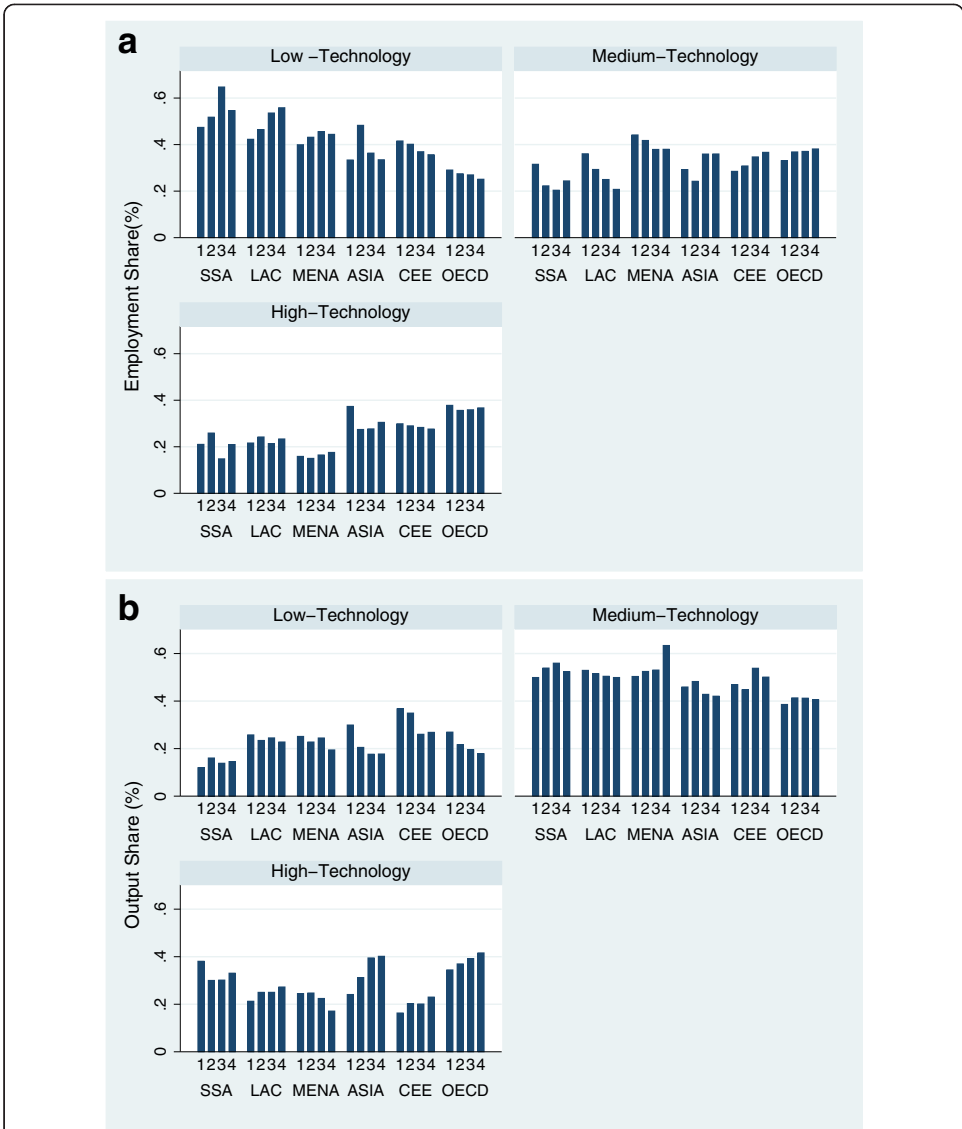 a
Low –Technology
Medium–Technology
Employment Share(%)
0 .2 .4 .6
1234 1234 1234 1234 1234 1234
SSA LAC MENA ASIA CEE OECD
1234 1234 1234 1234 1234 1234
SSA LAC MENA ASIA CEE OECD
High–Technology
0 .2 .4 .6
1234 1234 1234 1234 1234 1234
SSA LAC MENA ASIA CEE OECD
b
Low–Technology
Medium–Technology
Output Share (%)
0 .2 .4 .6
1234 1234 1234 1234 1234 1234
SSA LAC MENA ASIA CEE OECD
1234 1234 1234 1234 1234 1234
SSA LAC MENA ASIA CEE OECD
High–Technology
0 .2 .4 .6
1234 1234 1234 1234 1234 1234
SSA LAC MENA ASIA CEE OECD